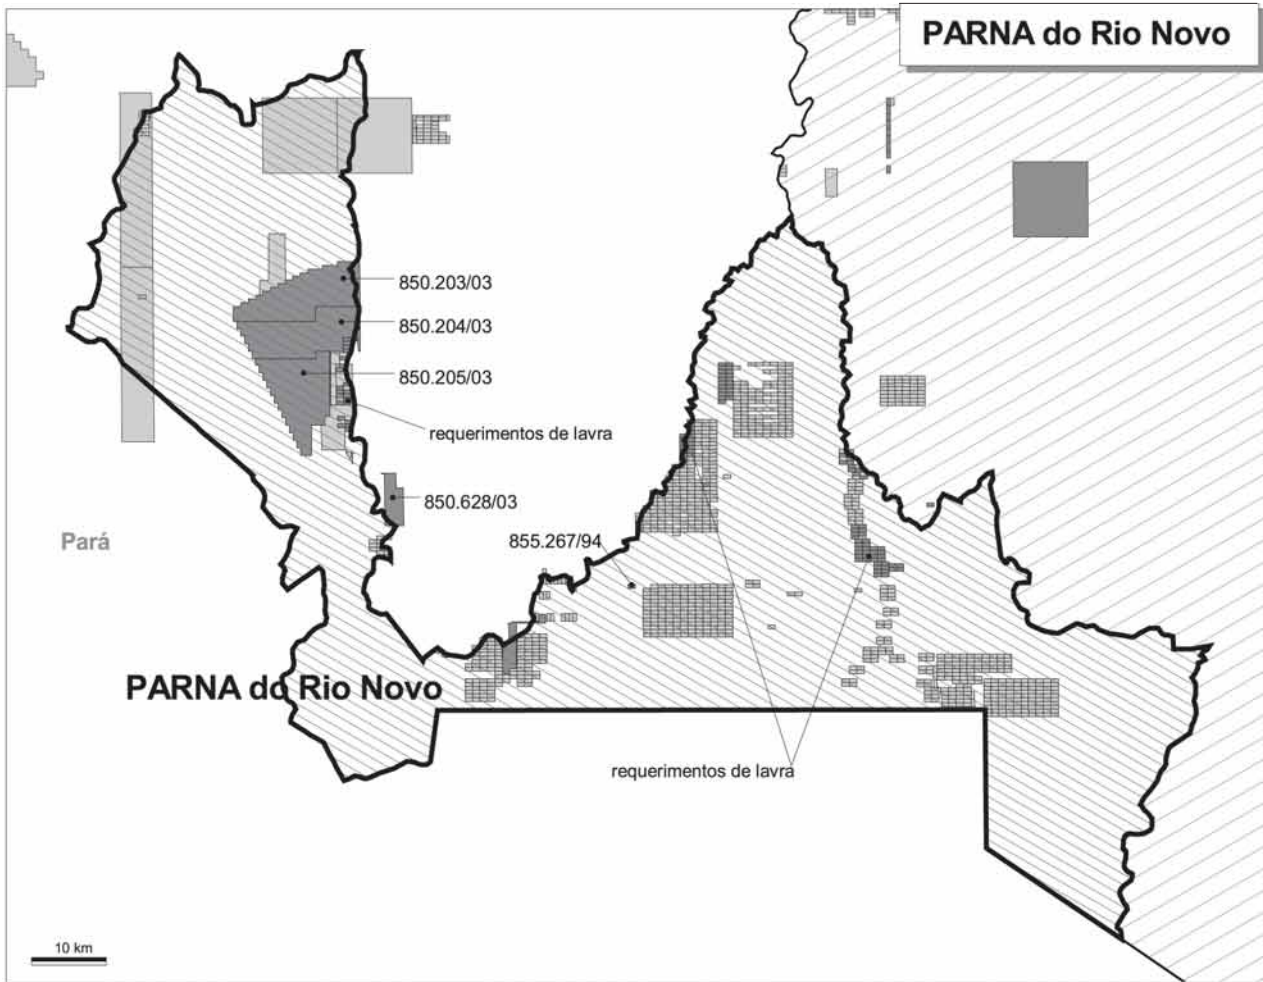 PARNA do Rio Novo
850.203/03
850.204/03
850.205/03
requerimentos de lavra
850.628/03
Pará
855.267/94
PARNA do Rio Novo
requerimentos de lavra
10 km